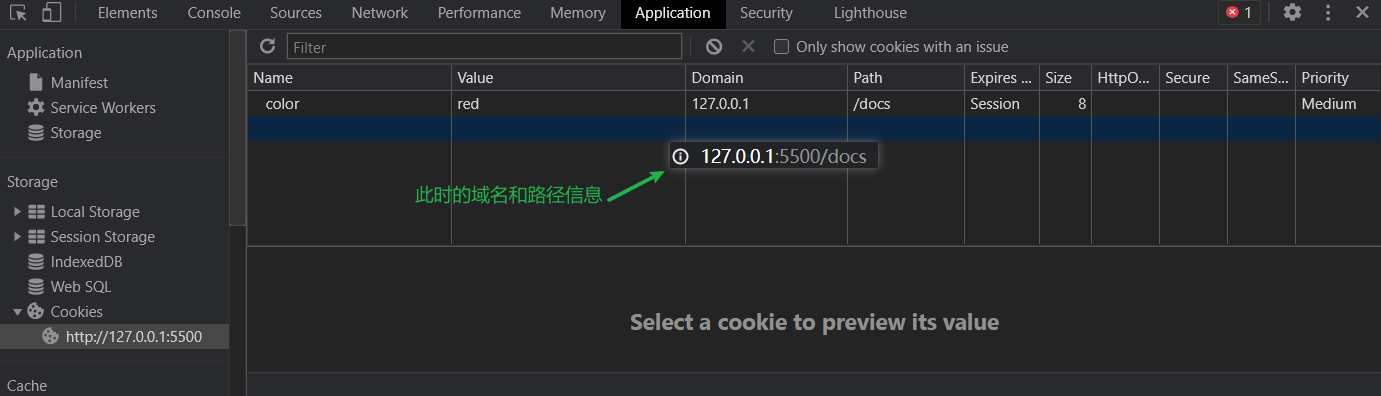 Elements Console Sources Network Performance Memory Application Security Lighthouse 1
Application
Manifest
Service Workers
Storage
Storage
Local Storage
Session Storage
IndexedDB
Web SQL
Cookies
http://127.0.0.1:5500
Cache
Filter Only show cookies with an issue
Name Value Domain Path Expires ... Size HttpO... Secure SameS... Priority
color red 127.0.0.1 /docs Session 8 Medium
127.0.0.1:5500/docs
此时的域名和路径信息
Select a cookie to preview its value